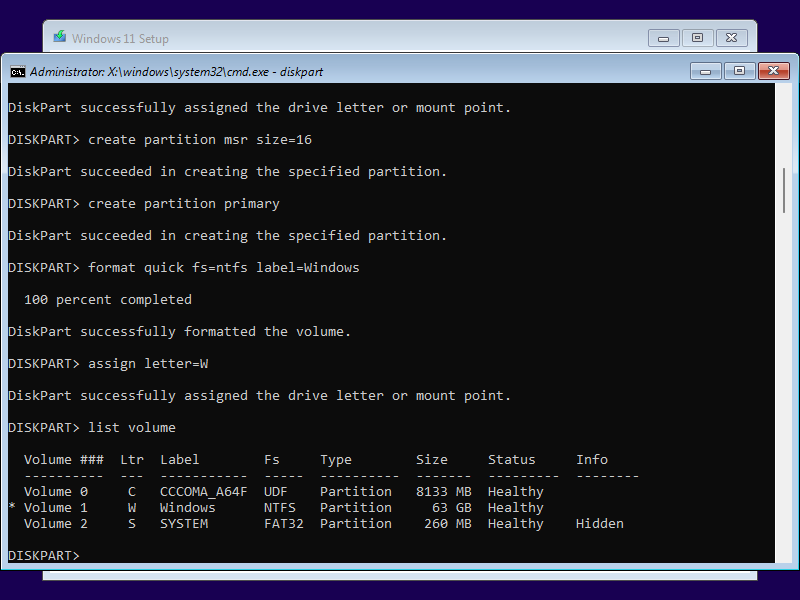 Windows 11 Setup
Administrator: X:\windows\system32\cmd.exe - diskpart
DiskPart successfully assigned the drive letter or mount point.
DISKPART> create partition msr size=16
DiskPart succeeded in creating the specified partition.
DISKPART> create partition primary
DiskPart succeeded in creating the specified partition.
DISKPART> format quick fs=ntfs label=Windows
  100 percent completed
DiskPart successfully formatted the volume.
DISKPART> assign letter=W
DiskPart successfully assigned the drive letter or mount point.
DISKPART> list volume
  Volume ###  Ltr  Label        Fs     Type        Size     Status     Info
  ----------  ---  -----------  -----  ----------  -------  ---------  --------
  Volume 0     C   CCCOMA_A64F  UDF    Partition   8133 MB  Healthy
* Volume 1     W   Windows      NTFS   Partition     63 GB  Healthy
  Volume 2     S   SYSTEM       FAT32  Partition    260 MB  Healthy    Hidden
DISKPART>